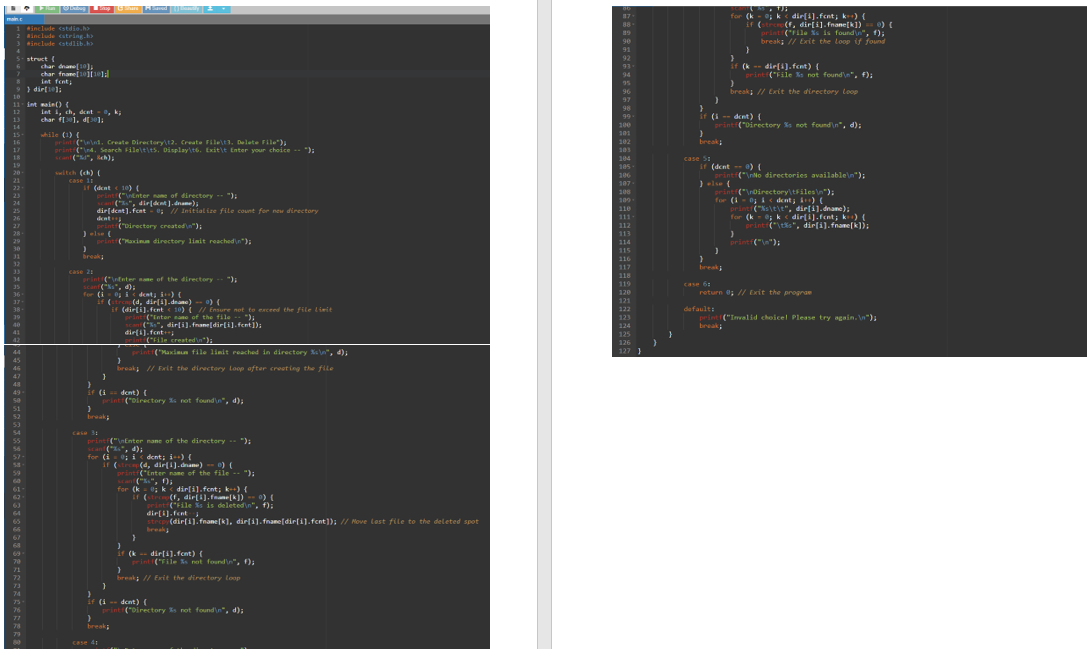 Run Debug Stop Share Saved {} Beautify
main.c
1 #include <stdio.h>
2 #include <string.h>
3 #include <stdlib.h>
4
5 struct {
6 char dname[10];
7 char fname[10][10];
8 int fcnt;
9 } dir[10];
10
11 int main() {
12 int i, ch, dcnt = 0, k;
13 char f[30], d[30];
14
15 while (1) {
16 printf("\n\n1. Create Directory\t2. Create File\t3. Delete File");
17 printf("\n4. Search File\t\t5. Display\t6. Exit\t Enter your choice -- ");
18 scanf("%d", &ch);
19
20 switch (ch) {
21 case 1:
22 if (dcnt < 10) {
23 printf("\nEnter name of directory -- ");
24 scanf("%s", dir[dcnt].dname);
25 dir[dcnt].fcnt = 0; // Initialize file count for new directory
26 dcnt++;
27 printf("Directory created\n");
28 } else {
29 printf("Maximum directory limit reached\n");
30 }
31 break;
32
33 case 2:
34 printf("\nEnter name of the directory -- ");
35 scanf("%s", d);
36 for (i = 0; i < dcnt; i++) {
37 if (strcmp(d, dir[i].dname) == 0) {
38 if (dir[i].fcnt < 10) { // Ensure not to exceed the file limit
39 printf("Enter name of the file -- ");
40 scanf("%s", dir[i].fname[dir[i].fcnt]);
41 dir[i].fcnt++;
42 printf("File created\n");
44 printf("Maximum file limit reached in directory %s\n", d);
45 }
46 break; // Exit the directory loop after creating the file
47 }
48 }
49 if (i == dcnt) {
50 printf("Directory %s not found\n", d);
51 }
52 break;
53
54 case 3:
55 printf("\nEnter name of the directory -- ");
56 scanf("%s", d);
57 for (i = 0; i < dcnt; i++) {
58 if (strcmp(d, dir[i].dname) == 0) {
59 printf("Enter name of the file -- ");
60 scanf("%s", f);
61 for (k = 0; k < dir[i].fcnt; k++) {
62 if (strcmp(f, dir[i].fname[k]) == 0) {
63 printf("File %s is deleted\n", f);
64 dir[i].fcnt--;
65 strcpy(dir[i].fname[k], dir[i].fname[dir[i].fcnt]); // Move last file to the deleted spot
66 break;
67 }
68 }
69 if (k == dir[i].fcnt) {
70 printf("File %s not found\n", f);
71 }
72 break; // Exit the directory loop
73 }
74 }
75 if (i == dcnt) {
76 printf("Directory %s not found\n", d);
77 }
78 break;
79
80 case 4:
87 for (k = 0; k < dir[i].fcnt; k++) {
88 if (strcmp(f, dir[i].fname[k]) == 0) {
89 printf("File %s is found\n", f);
90 break; // Exit the loop if found
91 }
92 }
93 if (k == dir[i].fcnt) {
94 printf("File %s not found\n", f);
95 }
96 break; // Exit the directory loop
97 }
98 }
99 if (i == dcnt) {
100 printf("Directory %s not found\n", d);
101 }
102 break;
103
104 case 5:
105 if (dcnt == 0) {
106 printf("\nNo directories available\n");
107 } else {
108 printf("\nDirectory\tFiles\n");
109 for (i = 0; i < dcnt; i++) {
110 printf("%s\t\t", dir[i].dname);
111 for (k = 0; k < dir[i].fcnt; k++) {
112 printf("\t%s", dir[i].fname[k]);
113 }
114 printf("\n");
115 }
116 }
117 break;
118
119 case 6:
120 return 0; // Exit the program
121
122 default:
123 printf("Invalid choice! Please try again.\n");
124 break;
125 }
126 }
127 }